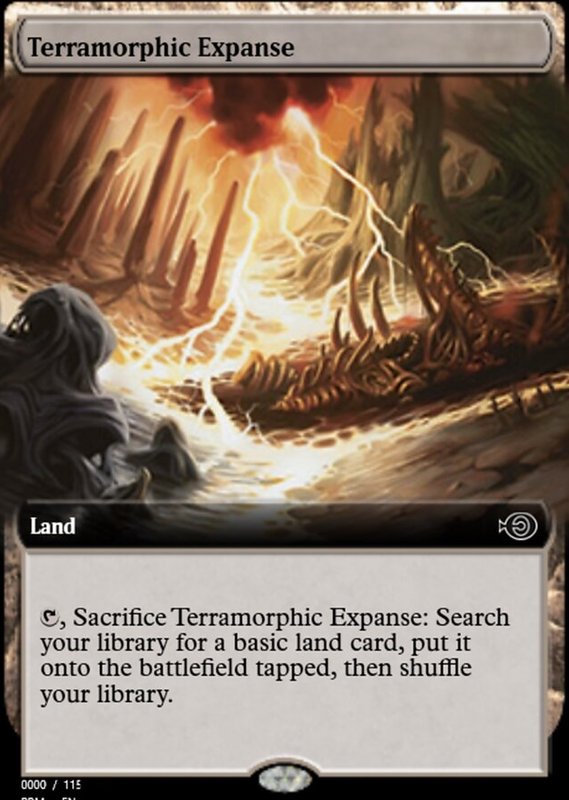 Terramorphic Expanse
Land
, Sacrifice Terramorphic Expanse: Search
your library for a basic land card, put it
onto the battlefield tapped, then shuffle
your library.
0000 / 115